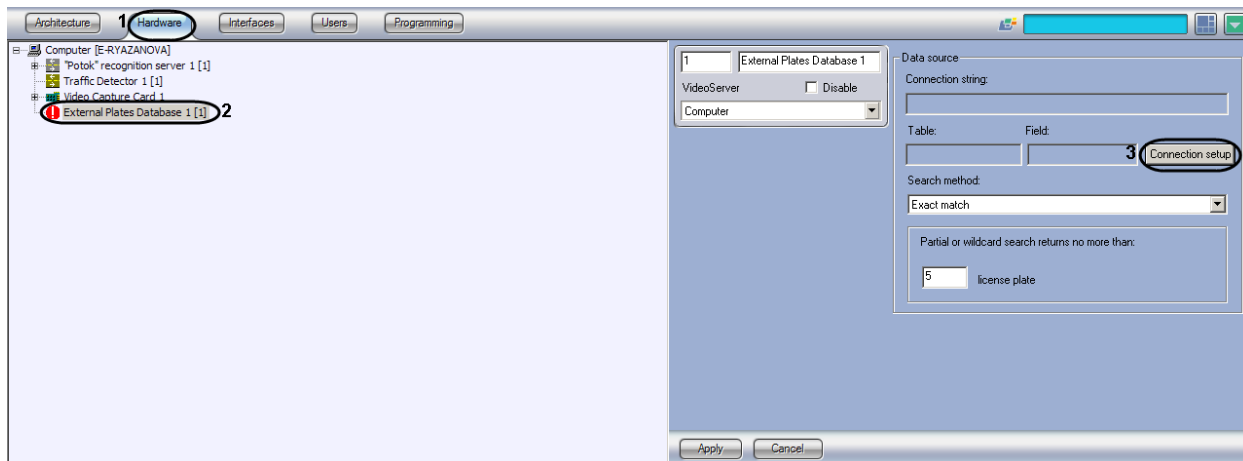 Architecture 1 Hardware Interfaces Users Programming
Computer [E-RYAZANOVA]
"Potok" recognition server 1 [1]
Traffic Detector 1 [1]
Video Capture Card 1
External Plates Database 1 [1] 2
1 External Plates Database 1
VideoServer Disable
Computer
Data source
Connection string:
Table: Field:
3 Connection setup
Search method:
Exact match
Partial or wildcard search returns no more than:
5 license plate
Apply Cancel